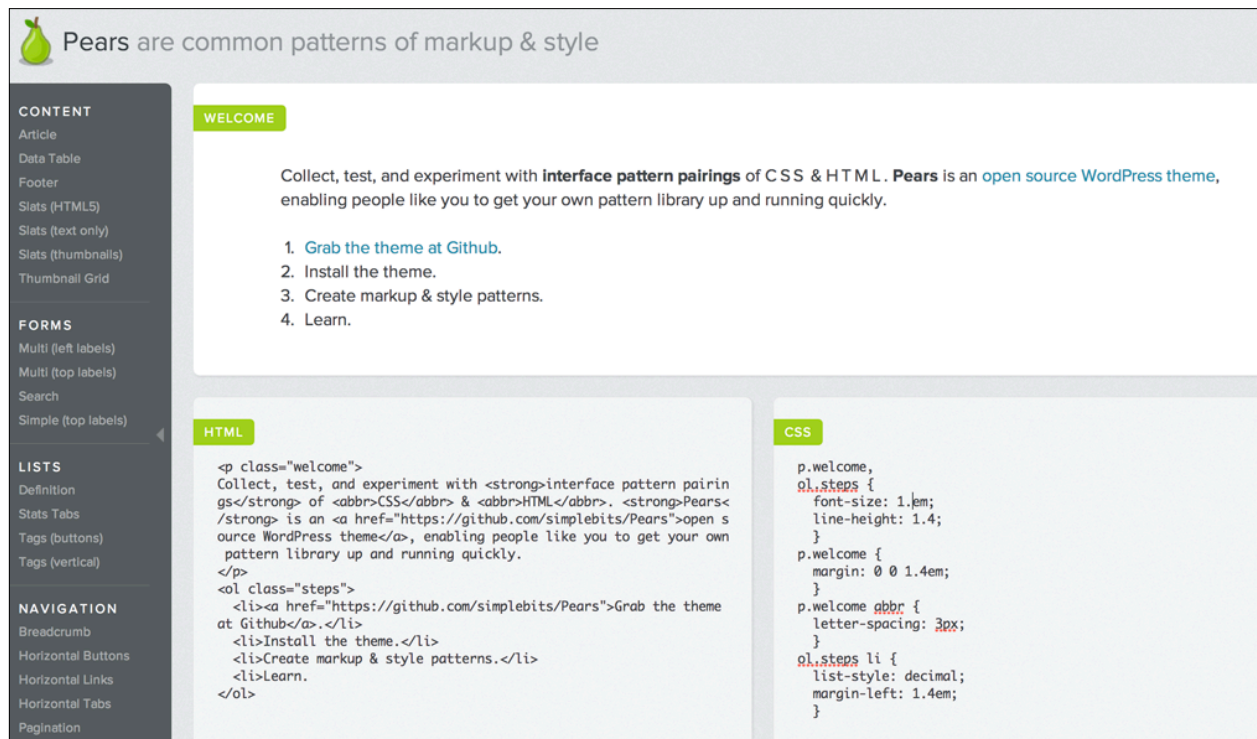 Pears are common patterns of markup & style
CONTENT
Article
Data Table
Footer
Slats (HTML5)
Slats (text only)
Slats (thumbnails)
Thumbnail Grid
FORMS
Multi (left labels)
Multi (top labels)
Search
Simple (top labels)
LISTS
Definition
Stats Tabs
Tags (buttons)
Tags (vertical)
NAVIGATION
Breadcrumb
Horizontal Buttons
Horizontal Links
Horizontal Tabs
Pagination
WELCOME
Collect, test, and experiment with interface pattern pairings of CSS & HTML. Pears is an open source WordPress theme,
enabling people like you to get your own pattern library up and running quickly.
1. Grab the theme at Github.
2. Install the theme.
3. Create markup & style patterns.
4. Learn.
HTML
<p class="welcome">
Collect, test, and experiment with <strong>interface pattern pairin
gs</strong> of <abbr>CSS</abbr> & <abbr>HTML</abbr>. <strong>Pears<
/strong> is an <a href="https://github.com/simplebits/Pears">open s
ource WordPress theme</a>, enabling people like you to get your own
pattern library up and running quickly.
</p>
<ol class="steps">
<li><a href="https://github.com/simplebits/Pears">Grab the theme
at Github</a>.</li>
<li>Install the theme.</li>
<li>Create markup & style patterns.</li>
<li>Learn.
</ol>
CSS
p.welcome,
ol.steps {
font-size: 1.em;
line-height: 1.4;
}
p.welcome {
margin: 0 0 1.4em;
}
p.welcome abbr {
letter-spacing: 3px;
}
ol.steps li {
list-style: decimal;
margin-left: 1.4em;
}